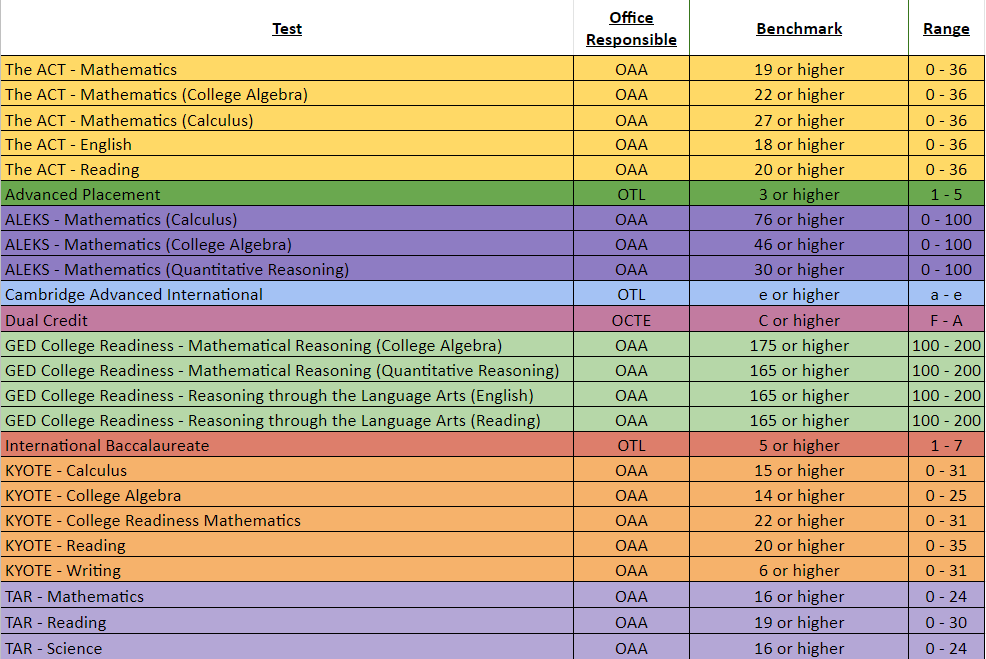 Test Office Responsible Benchmark Range
The ACT - Mathematics OAA 19 or higher 0 - 36
The ACT - Mathematics (College Algebra) OAA 22 or higher 0 - 36
The ACT - Mathematics (Calculus) OAA 27 or higher 0 - 36
The ACT - English OAA 18 or higher 0 - 36
The ACT - Reading OAA 20 or higher 0 - 36
Advanced Placement OTL 3 or higher 1 - 5
ALEKS - Mathematics (Calculus) OAA 76 or higher 0 - 100
ALEKS - Mathematics (College Algebra) OAA 46 or higher 0 - 100
ALEKS - Mathematics (Quantitative Reasoning) OAA 30 or higher 0 - 100
Cambridge Advanced International OTL e or higher a - e
Dual Credit OCTE C or higher F - A
GED College Readiness - Mathematical Reasoning (College Algebra) OAA 175 or higher 100 - 200
GED College Readiness - Mathematical Reasoning (Quantitative Reasoning) OAA 165 or higher 100 - 200
GED College Readiness - Reasoning through the Language Arts (English) OAA 165 or higher 100 - 200
GED College Readiness - Reasoning through the Language Arts (Reading) OAA 165 or higher 100 - 200
International Baccalaureate OTL 5 or higher 1 - 7
KYOTE - Calculus OAA 15 or higher 0 - 31
KYOTE - College Algebra OAA 14 or higher 0 - 25
KYOTE - College Readiness Mathematics OAA 22 or higher 0 - 31
KYOTE - Reading OAA 20 or higher 0 - 35
KYOTE - Writing OAA 6 or higher 0 - 31
TAR - Mathematics OAA 16 or higher 0 - 24
TAR - Reading OAA 19 or higher 0 - 30
TAR - Science OAA 16 or higher 0 - 24